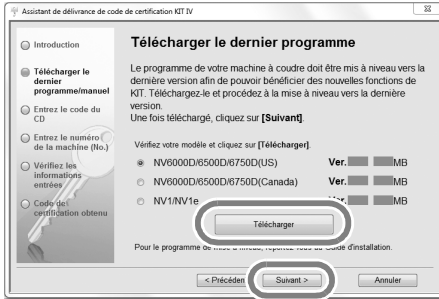 Assistant de délivrance de code de certification KIT IV
Introduction
Télécharger le
dernier
programme/manuel
Entrez le code du
CD
Entrez le numéro
de la machine (No.)
Vérifiez les
informations
entrées
Code de
certification obtenu
Télécharger le dernier programme
Le programme de votre machine à coudre doit être mis à niveau vers la
dernière version afin de pouvoir bénéficier des nouvelles fonctions de
KIT. Téléchargez-le et procédez à la mise à niveau vers la dernière
version.
Une fois téléchargé, cliquez sur [Suivant].
Vérifiez votre modèle et cliquez sur [Télécharger].
NV6000D/6500D/6750D(US) Ver. MB
NV6000D/6500D/6750D(Canada) Ver. MB
NV1/NV1e Ver. MB
Télécharger
Pour le programme de mise à niveau, reportez-vous au Guide d'installation.
< Précéden Suivant > Annuler